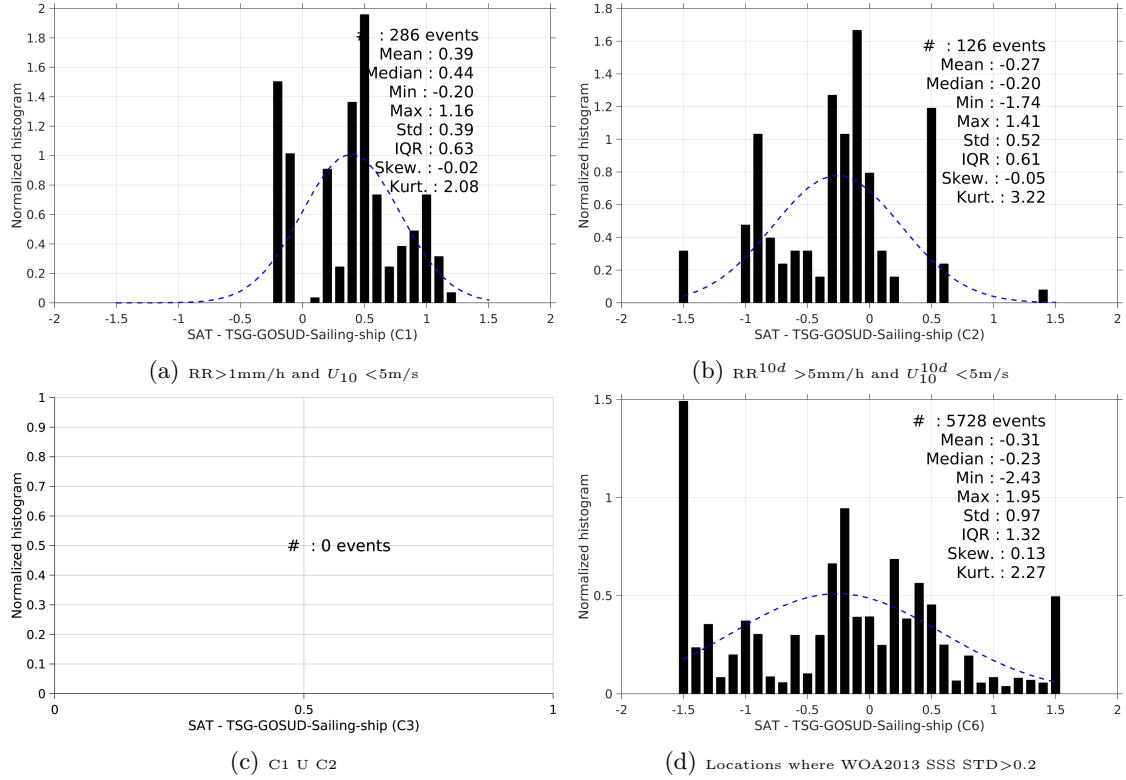 2
1.8
1.6
1.4
1.2
1
0.8
0.6
0.4
0.2
0
Normalized histogram
# : 286 events
Mean : 0.39
Median : 0.44
Min : -0.20
Max : 1.16
Std : 0.39
IQR : 0.63
Skew. : -0.02
Kurt. : 2.08
-2 -1.5 -1 -0.5 0 0.5 1 1.5 2
SAT - TSG-GOSUD-Sailing-ship (C1)
(a) RR>1mm/h and U10 <5m/s
1.8
1.6
1.4
1.2
1
0.8
0.6
0.4
0.2
0
Normalized histogram
# : 126 events
Mean : -0.27
Median : -0.20
Min : -1.74
Max : 1.41
Std : 0.52
IQR : 0.61
Skew. : -0.05
Kurt. : 3.22
-2 -1.5 -1 -0.5 0 0.5 1 1.5 2
SAT - TSG-GOSUD-Sailing-ship (C2)
(b) RR^10d >5mm/h and U10^10d <5m/s
1
0.9
0.8
0.7
0.6
0.5
0.4
0.3
0.2
0.1
0
Normalized histogram
# : 0 events
0 0.5 1
SAT - TSG-GOSUD-Sailing-ship (C3)
(c) C1 U C2
1.5
1
0.5
0
Normalized histogram
# : 5728 events
Mean : -0.31
Median : -0.23
Min : -2.43
Max : 1.95
Std : 0.97
IQR : 1.32
Skew. : 0.13
Kurt. : 2.27
-2 -1.5 -1 -0.5 0 0.5 1 1.5 2
SAT - TSG-GOSUD-Sailing-ship (C6)
(d) Locations where WOA2013 SSS STD>0.2